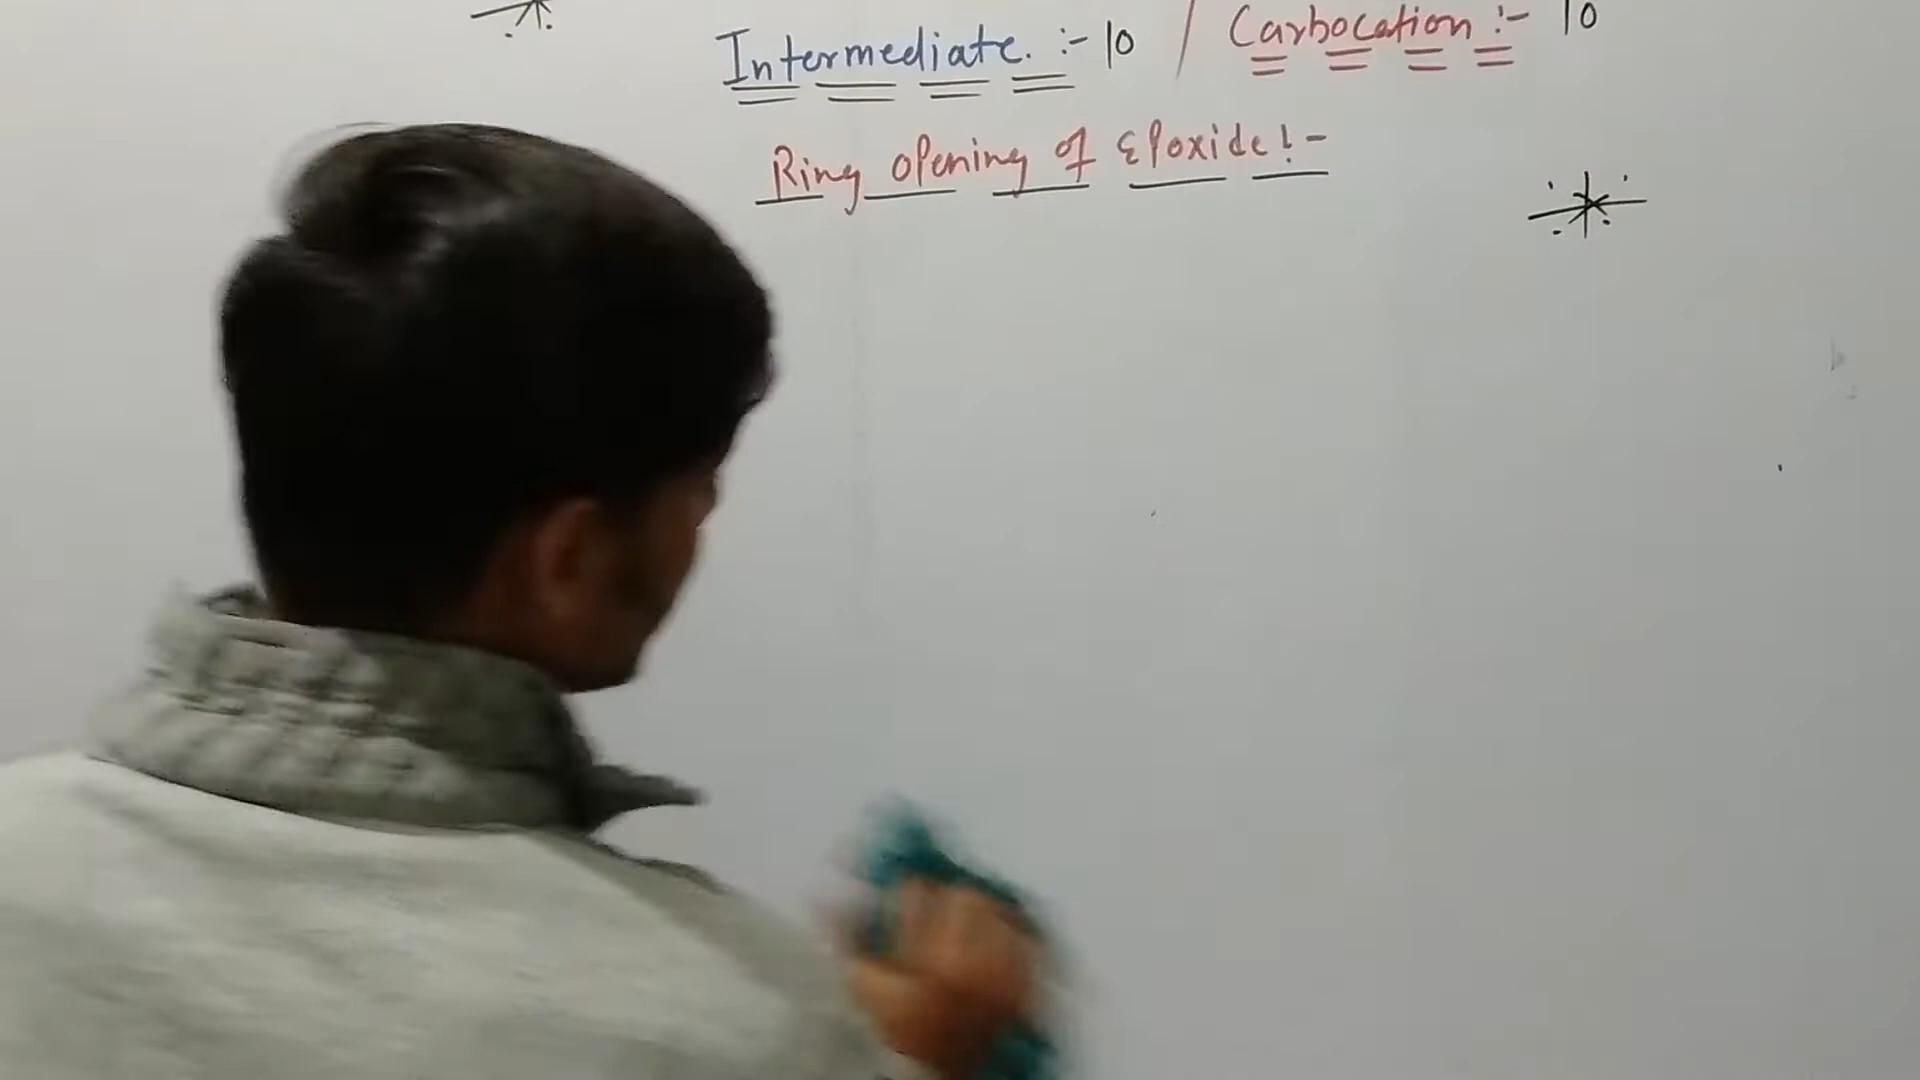 Intermediate. :- 10 / Carbocation :- 10
Ring opening of Epoxide :-